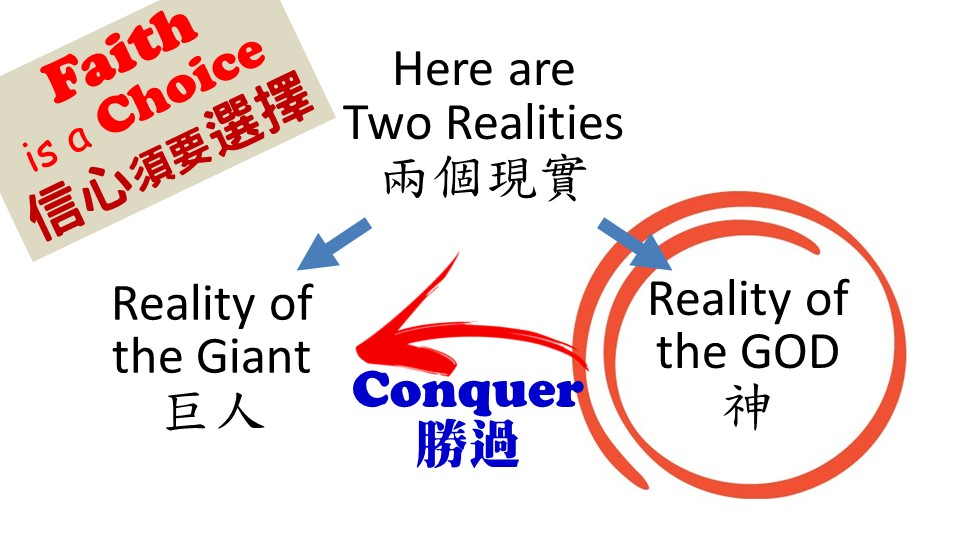 Faith
is a Choice
信心須要選擇
Here are
Two Realities
兩個現實
Reality of
the Giant
巨人
Conquer
勝過
Reality of
the GOD
神